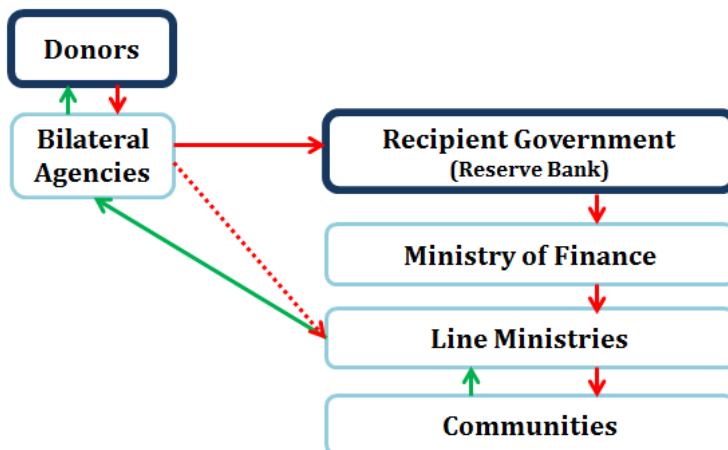 Donors
Bilateral
Agencies
Recipient Government
(Reserve Bank)
Ministry of Finance
Line Ministries
Communities